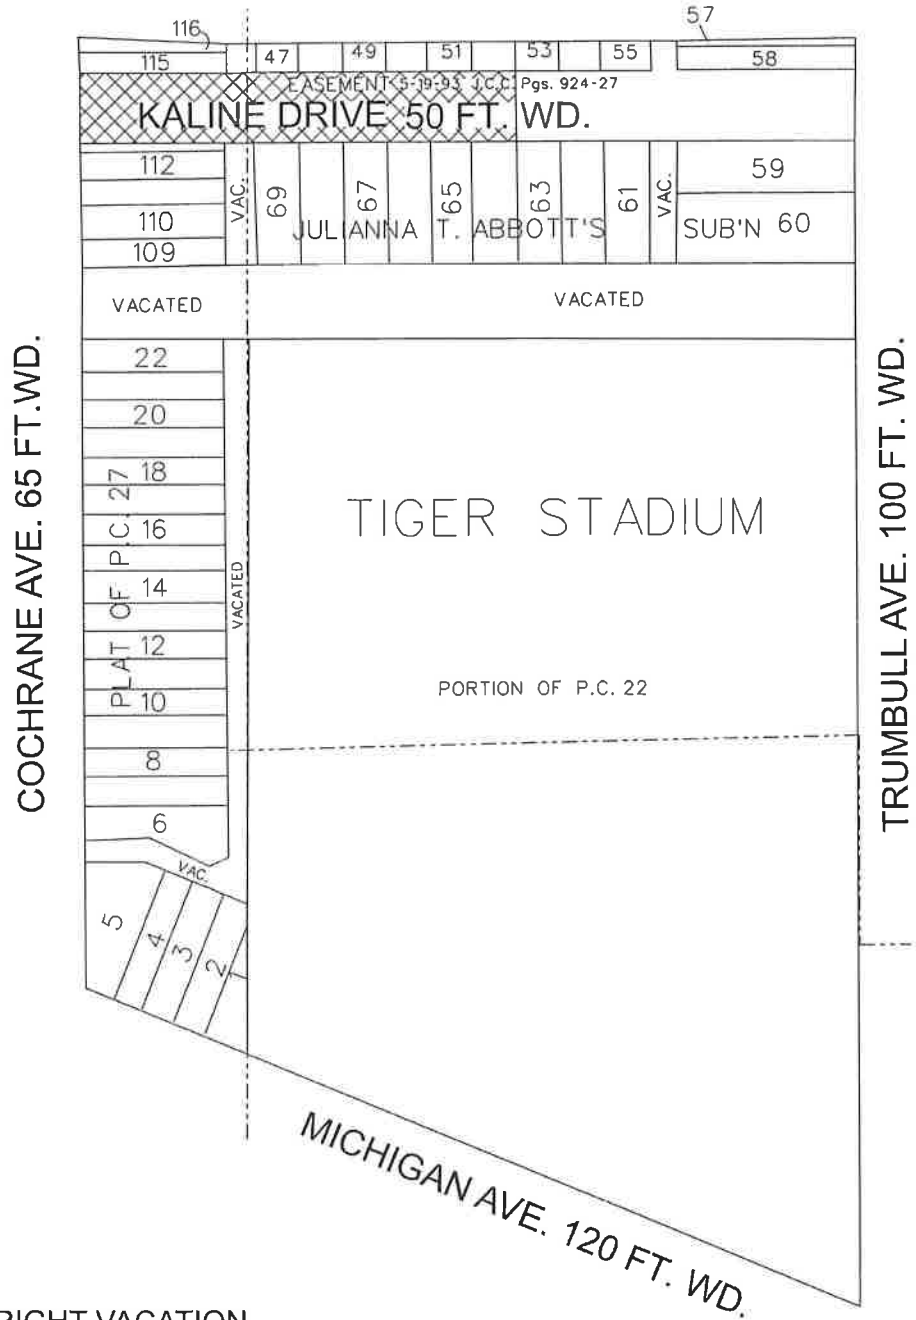 57
116
47
49
51
53
55
115
58
EASEMENT 5-19-93 J.C.C. Pgs. 924-27
KALINE DRIVE 50 FT. WD.
112
VAC.
69
67
65
63
61
VAC.
59
110
JULIANNA T. ABBOTT'S SUB'N 60
109
VACATED
VACATED
COCHRANE AVE. 65 FT.WD.
22
20
18
16
14
12
10
8
6
PLAT OF P.C. 27
VACATED
TIGER STADIUM
PORTION OF P.C. 22
TRUMBULL AVE. 100 FT. WD.
VAC.
5
4
3
2
1
MICHIGAN AVE. 120 FT. WD.
RIGHT VACATION